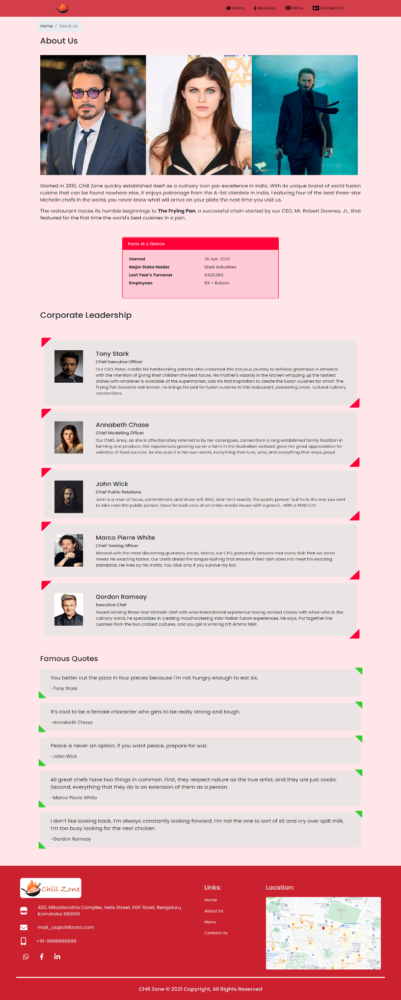 Home About Us Menu Contact Us
Home / About Us
About Us
MOV
WAR
Started in 2010, Chill Zone quickly established itself as a culinary icon par excellence in India. With its unique brand of world fusion
cuisine that can be found nowhere else, it enjoys patronage from the A-list clientele in India. Featuring four of the best three-star
Michelin chefs in the world, you never know what will arrive on your plate the next time you visit us.
The restaurant traces its humble beginnings to The Frying Pan, a successful chain started by our CEO, Mr. Robert Downey, Jr., that
featured for the first time the world's best cuisines in a pan.
Facts At a Glance
Started 26 Apr. 2020
Major Stake Holder Stark Industries
Last Year's Turnover $420,069
Employees 69 + Robots
Corporate Leadership
Tony Stark
Chief Executive Officer
Our CEO, Peter, credits his hardworking parents who undertook the arduous journey to achieve greatness in America
with the intention of giving their children the best future. His mother's wizardy in the kitchen whipping up the tastiest
dishes with whatever is available at the supermarket, was his first inspiration to create the fusion cuisines for which The
Frying Pan became well known. He brings his zeal for fusion cuisines to this restaurant, pioneering cross-cultural culinary
connections.
Annabeth Chase
Chief Marketing Officer
Our CMO, Anny, as she is affectionately referred to by her colleagues, comes from a long established family tradition in
farming and produce. Her experiences growing up on a farm in the Australian outback gave her great appreciation for
varieties of food sources. As she puts it in his own words, Everything that runs, wins, and everything that stays, pays!
John Wick
Chief Public Relations
John is a man of focus, commitment, and sheer will. Well, John isn't exactly 'the public person' but he is the one you sent
to take care the public person. Once he took care of an entire media house with a pencil... With a PENCIL!!!!
Marco Pierre White
Chief Tasting Officer
Blessed with the most discerning gustatory sense, Marco, our CFO, personally ensures that every dish that we serve
meets his exacting tastes. Our chefs dread the tongue lashing that ensues if their dish does not meet his exacting
standards. He lives by his motto, You click only if you survive my lick.
Gordon Ramsay
Executive Chef
Award winning three-star Michelin chef with wide International experience having worked closely with whos-who in the
culinary world, he specializes in creating mouthwatering Indo-Italian fusion experiences. He says, Put together the
cuisines from the two craziest cultures, and you get a winning hit! Amma Mia!
Famous Quotes
You better cut the pizza in four pieces because I'm not hungry enough to eat six.
-Tony Stark
It's cool to be a female character who gets to be really strong and tough.
-Annabeth Chase
Peace is never an option. If you want peace, prepare for war.
-John Wick
All great chefs have two things in common. First, they respect nature as the true artist, and they are just cooks.
Second, everything that they do is an extension of them as a person.
-Marco Pierre White
I don't like looking back. I'm always constantly looking forward. I'm not the one to sort of sit and cry over spilt milk.
I'm too busy looking for the next chicken.
-Gordon Ramsay
Chill Zone
420, Mitochondria Complex, Hells Street, KGF Road, Bengaluru,
Karnataka 560001
mail_us@chillzone.com
+91-9999999999
Links:
Home
About Us
Menu
Contact Us
Location:
Chill Zone © 2021 Copyright, All Rights Reserved